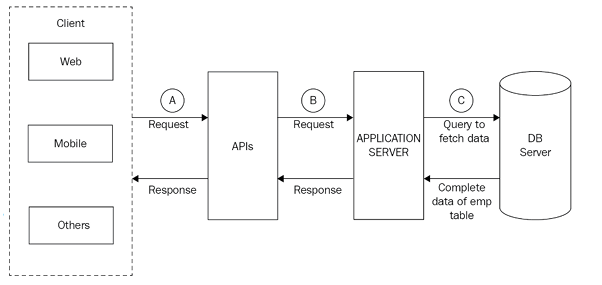 Client
Web
Mobile
Others
A
Request
Response
APIs
B
Request
Response
APPLICATION
SERVER
C
Query to
fetch data
Complete
data of emp
table
DB
Server